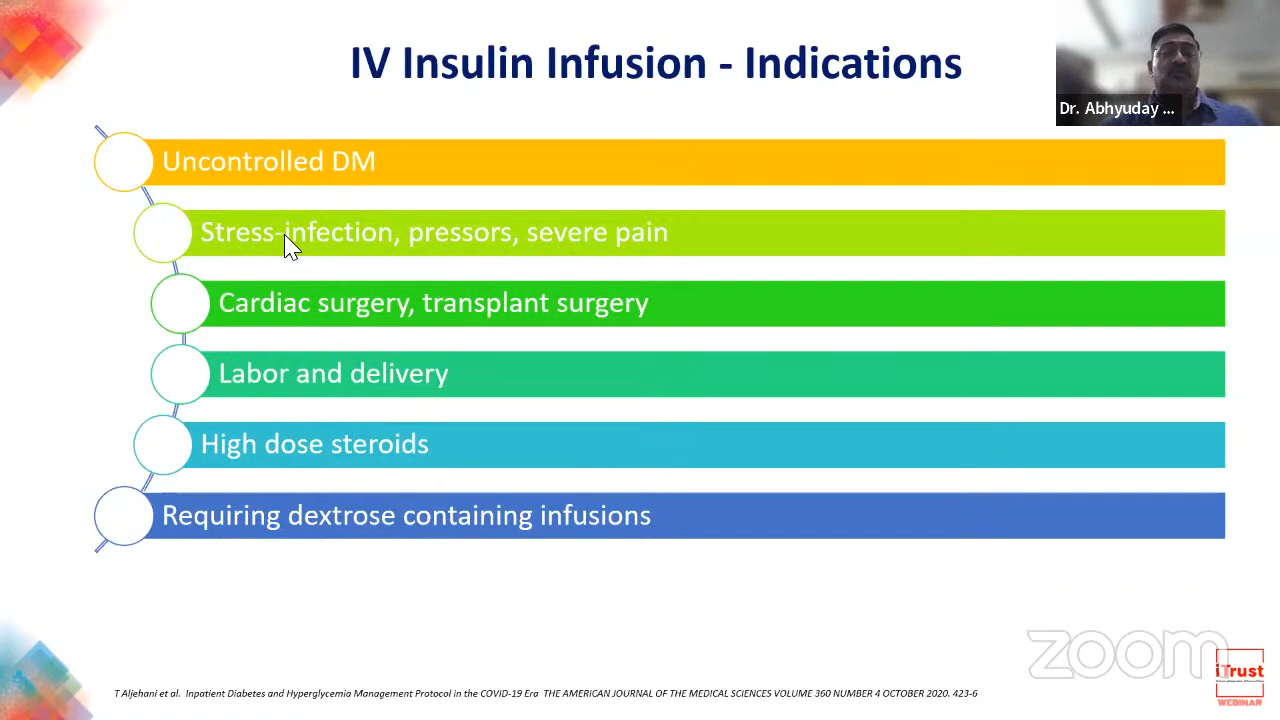 IV Insulin Infusion - Indications
Dr. Abhyuday ...
Uncontrolled DM
Stress-infection, pressors, severe pain
Cardiac surgery, transplant surgery
Labor and delivery
High dose steroids
Requiring dextrose containing infusions
zoom
iTrust
WEBINAR
T Aljehani et al. Inpatient Diabetes and Hyperglycemia Management Protocol in the COVID-19 Era THE AMERICAN JOURNAL OF THE MEDICAL SCIENCES VOLUME 360 NUMBER 4 OCTOBER 2020. 423-6